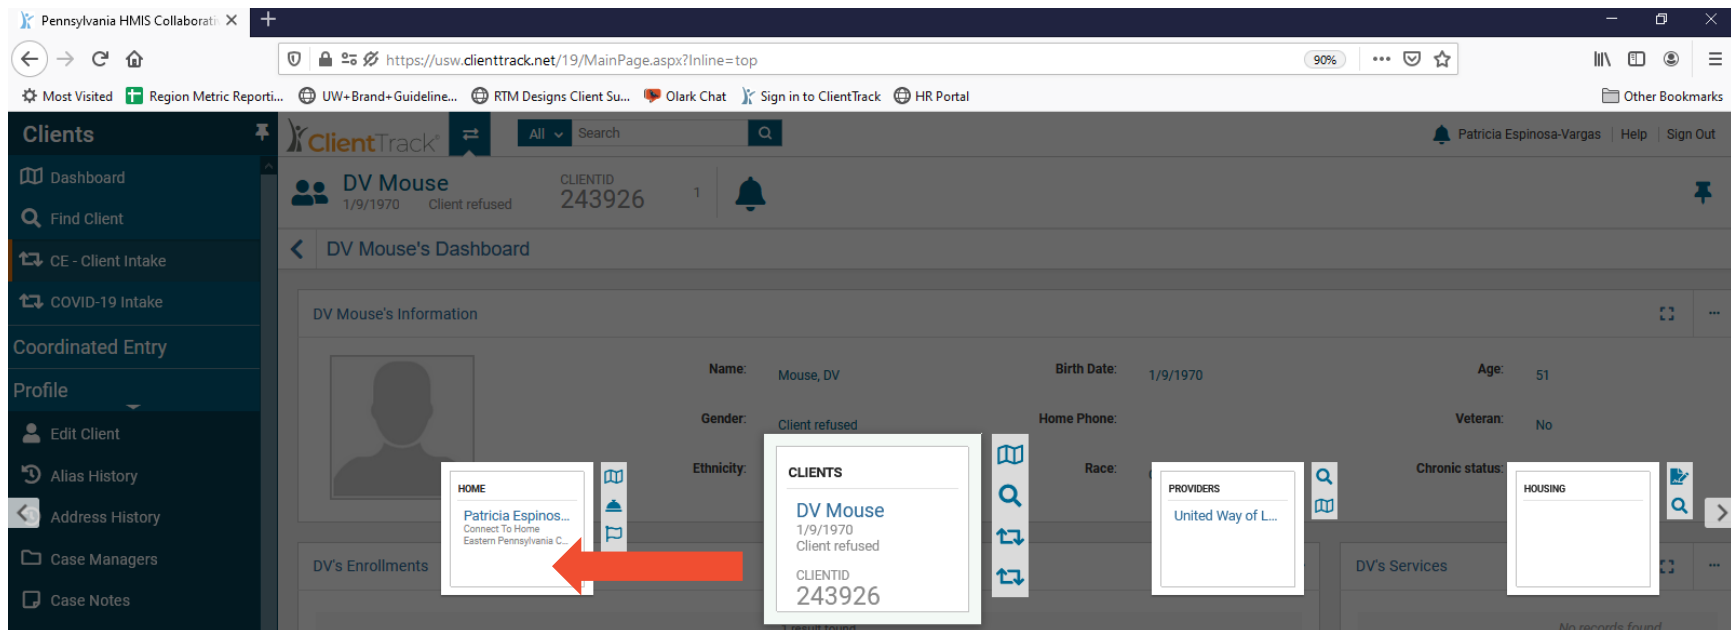 Pennsylvania HMIS Collaborati
https://usw.clienttrack.net/19/MainPage.aspx?Inline=top
90%
Most Visited
Region Metric Reporti...
UW+Brand+Guideline...
RTM Designs Client Su...
Olark Chat
Sign in to ClientTrack
HR Portal
Other Bookmarks
Clients
ClientTrack
All
Search
Patricia Espinosa-Vargas
Help
Sign Out
Dashboard
Find Client
CE - Client Intake
COVID-19 Intake
Coordinated Entry
Profile
Edit Client
Alias History
Address History
Case Managers
Case Notes
DV Mouse
1/9/1970 Client refused
CLIENTID
243926
1
DV Mouse's Dashboard
DV Mouse's Information
Name: Mouse, DV
Birth Date: 1/9/1970
Age: 51
Gender: Client refused
Home Phone:
Veteran: No
Ethnicity:
Race:
Chronic status:
HOME
Patricia Espinos...
Connect To Home
Eastern Pennsylvania C...
CLIENTS
DV Mouse
1/9/1970
Client refused
CLIENTID
243926
PROVIDERS
United Way of L...
HOUSING
DV's Enrollments
DV's Services
1 result found
No records found